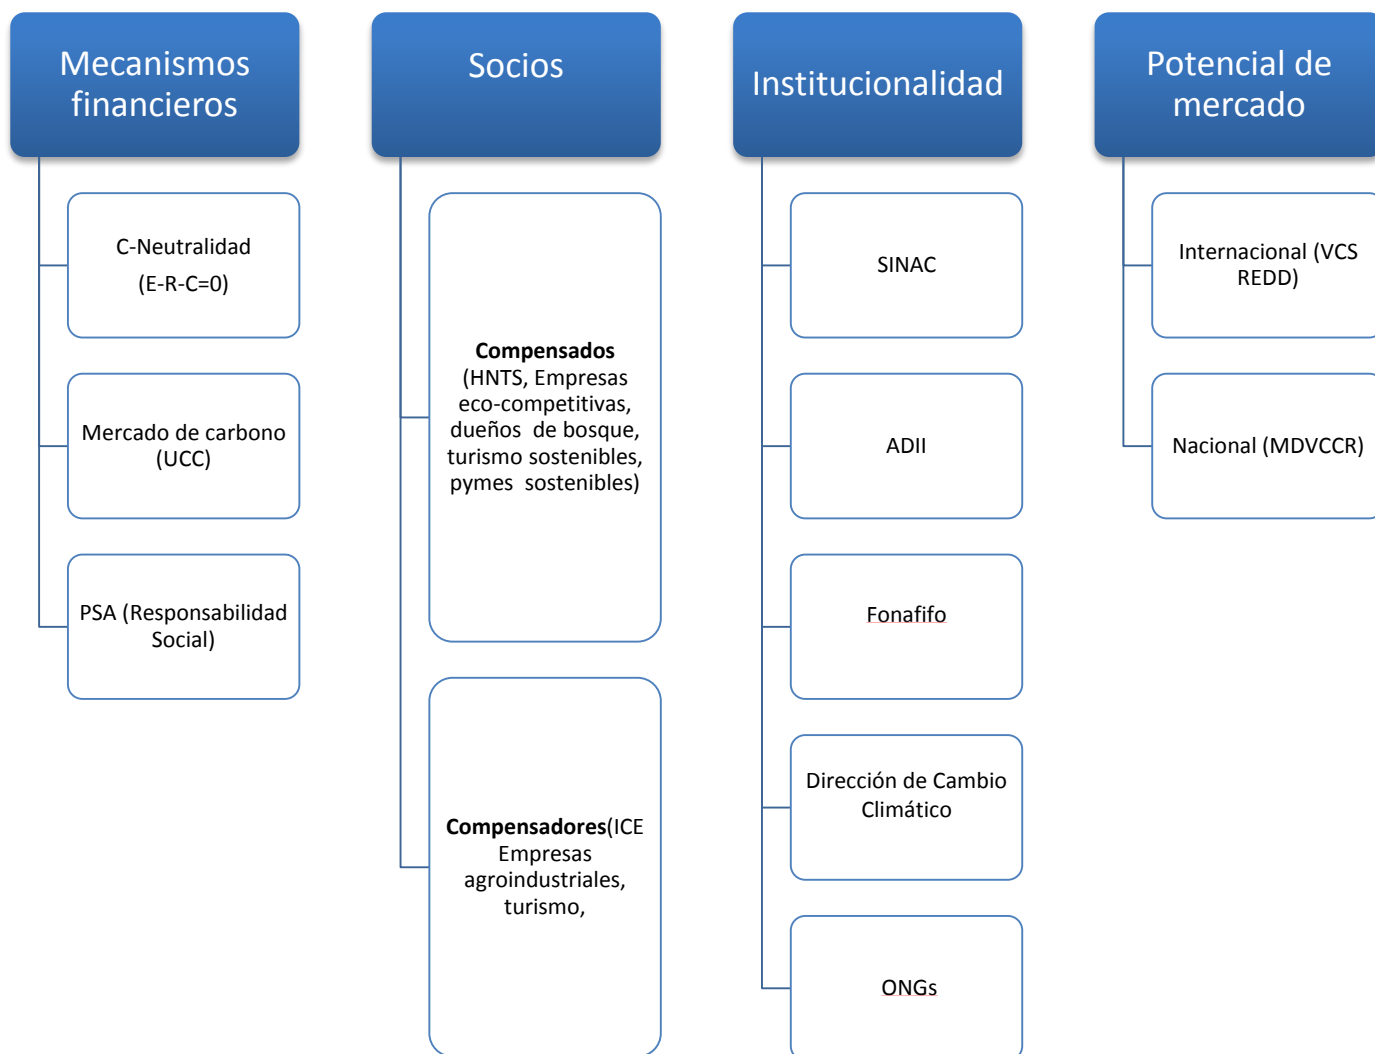 Mecanismos
financieros
C-Neutralidad
(E-R-C=0)
Mercado de carbono
(UCC)
PSA (Responsabilidad
Social)
Socios
Compensados
(HNTS, Empresas
eco-competitivas,
dueños de bosque,
turismo sostenibles,
pymes sostenibles)
Compensadores(ICE
Empresas
agroindustriales,
turismo,
Institucionalidad
SINAC
ADII
Fonafifo
Dirección de Cambio
Climático
ONGs
Potencial de
mercado
Internacional (VCS
REDD)
Nacional (MDVCCR)